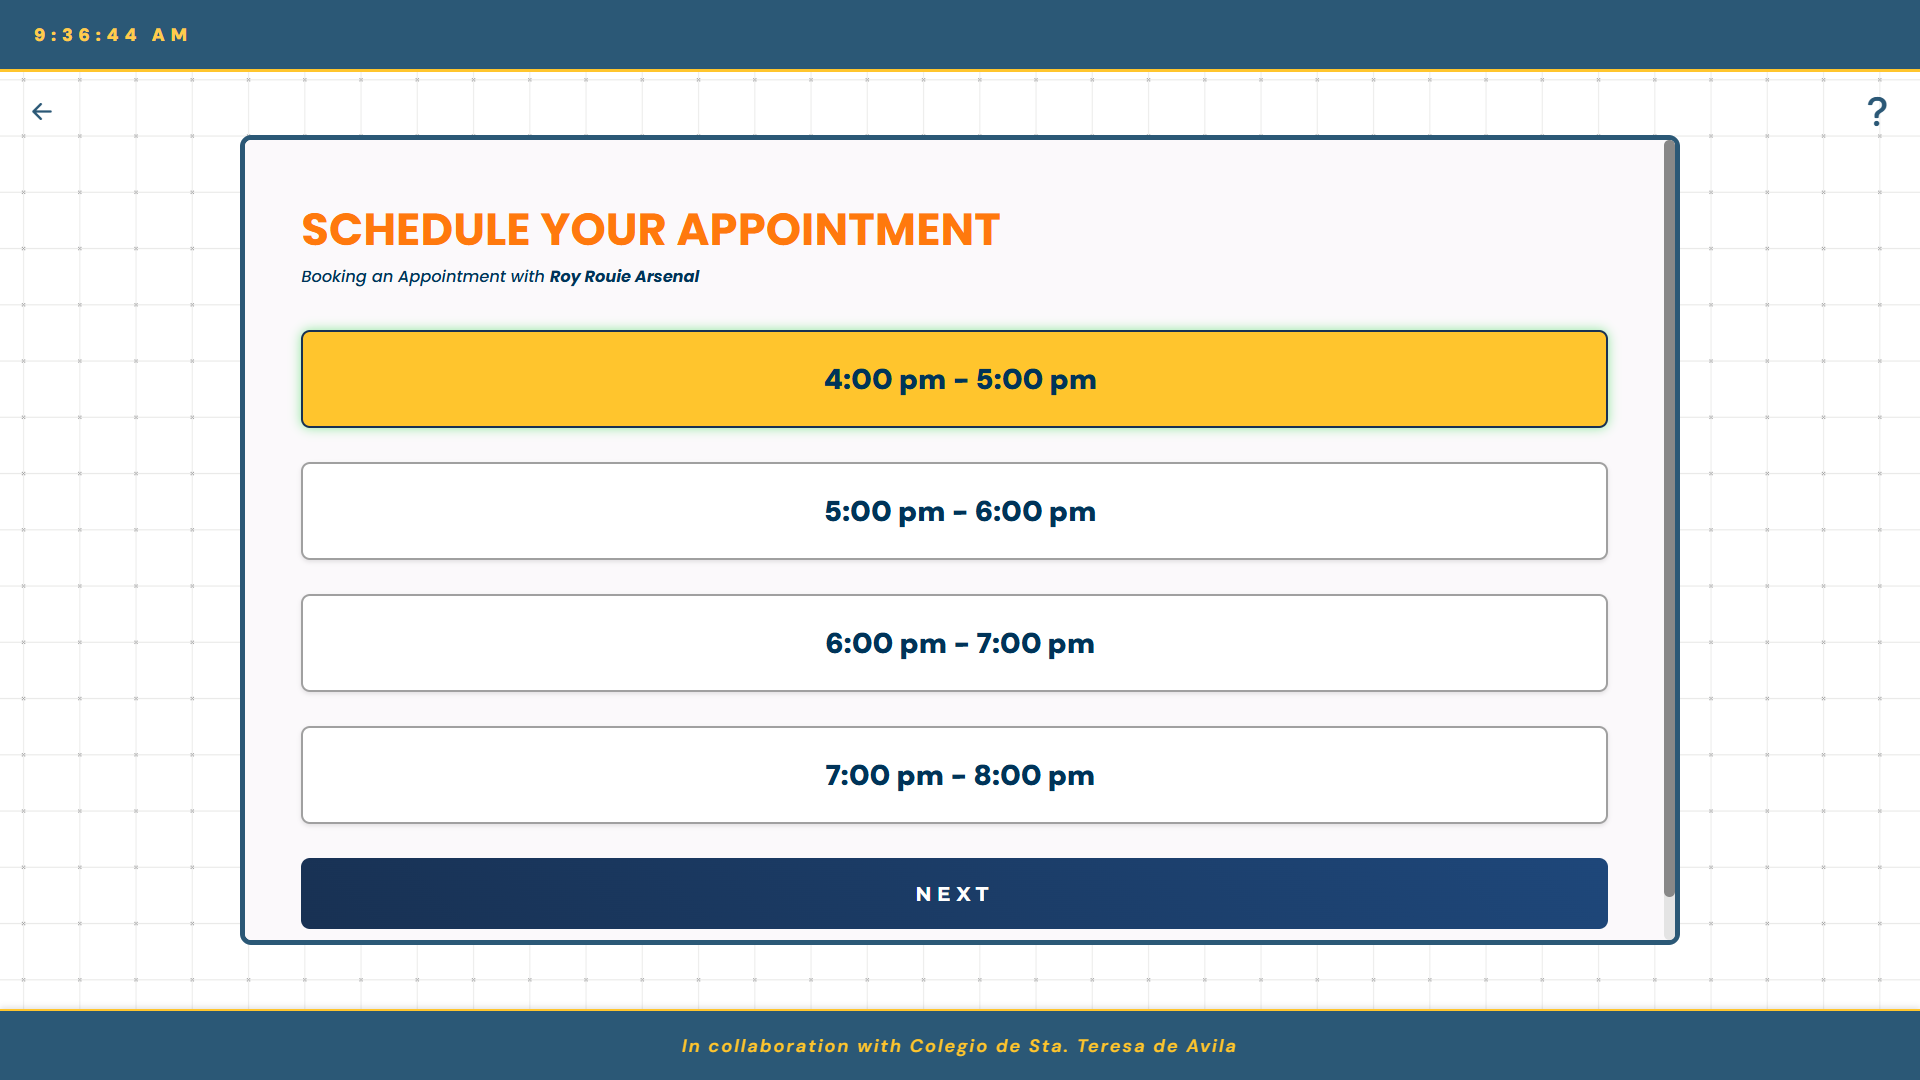 9:36:44 AM
?
SCHEDULE YOUR APPOINTMENT
Booking an Appointment with Roy Rouie Arsenal
4:00 pm - 5:00 pm
5:00 pm - 6:00 pm
6:00 pm - 7:00 pm
7:00 pm - 8:00 pm
NEXT
In collaboration with Colegio de Sta. Teresa de Avila